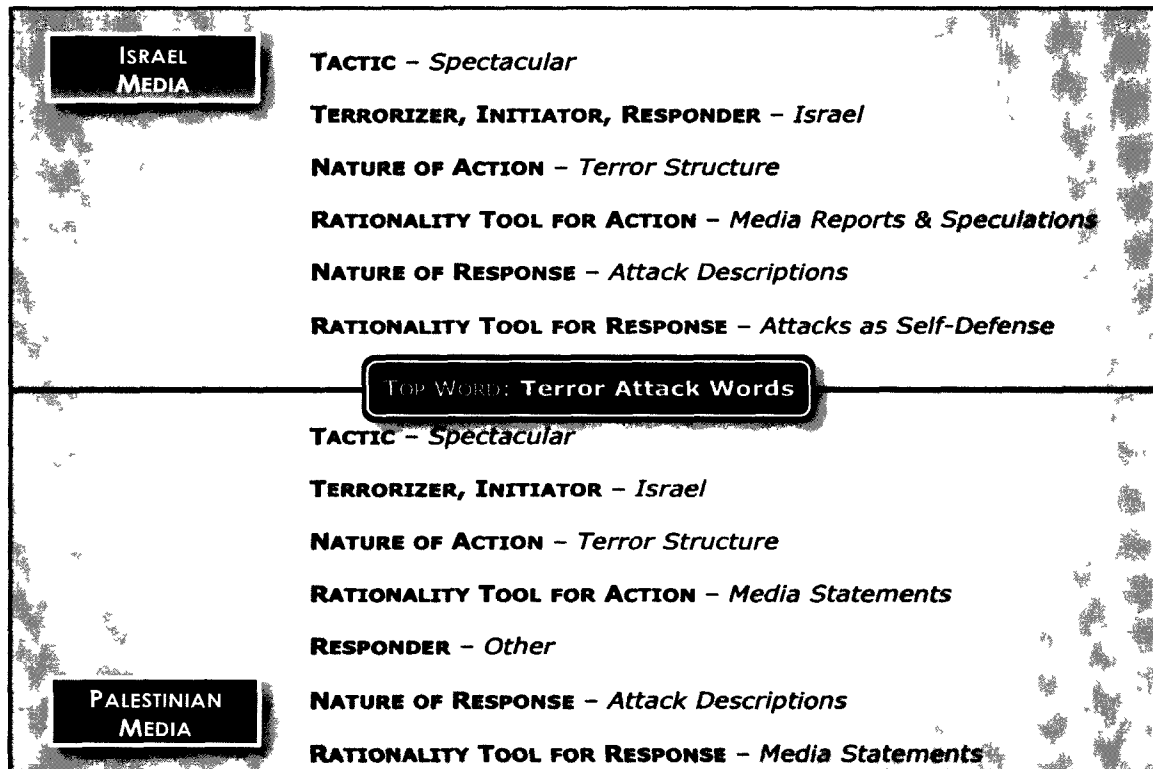 ISRAEL
MEDIA
TACTIC – Spectacular
TERRORIZER, INITIATOR, RESPONDER – Israel
NATURE OF ACTION – Terror Structure
RATIONALITY TOOL FOR ACTION – Media Reports & Speculations
NATURE OF RESPONSE – Attack Descriptions
RATIONALITY TOOL FOR RESPONSE – Attacks as Self-Defense
TOP WORD: Terror Attack Words
TACTIC – Spectacular
TERRORIZER, INITIATOR – Israel
NATURE OF ACTION – Terror Structure
RATIONALITY TOOL FOR ACTION – Media Statements
RESPONDER – Other
PALESTINIAN
MEDIA
NATURE OF RESPONSE – Attack Descriptions
RATIONALITY TOOL FOR RESPONSE – Media Statements